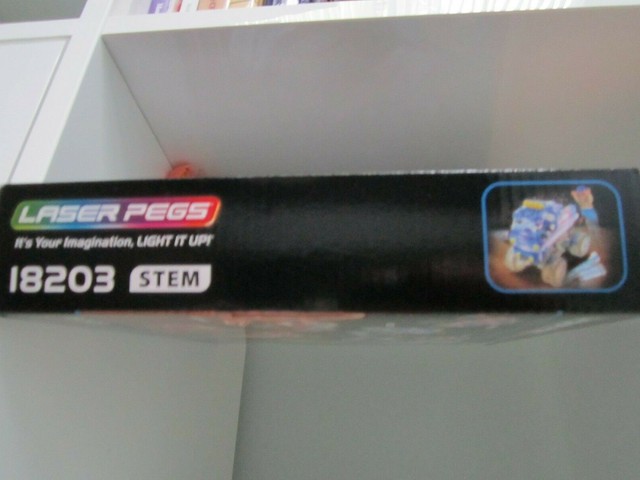 LASER PEGS
It's Your Imagination, LIGHT IT UP!
18203 STEM